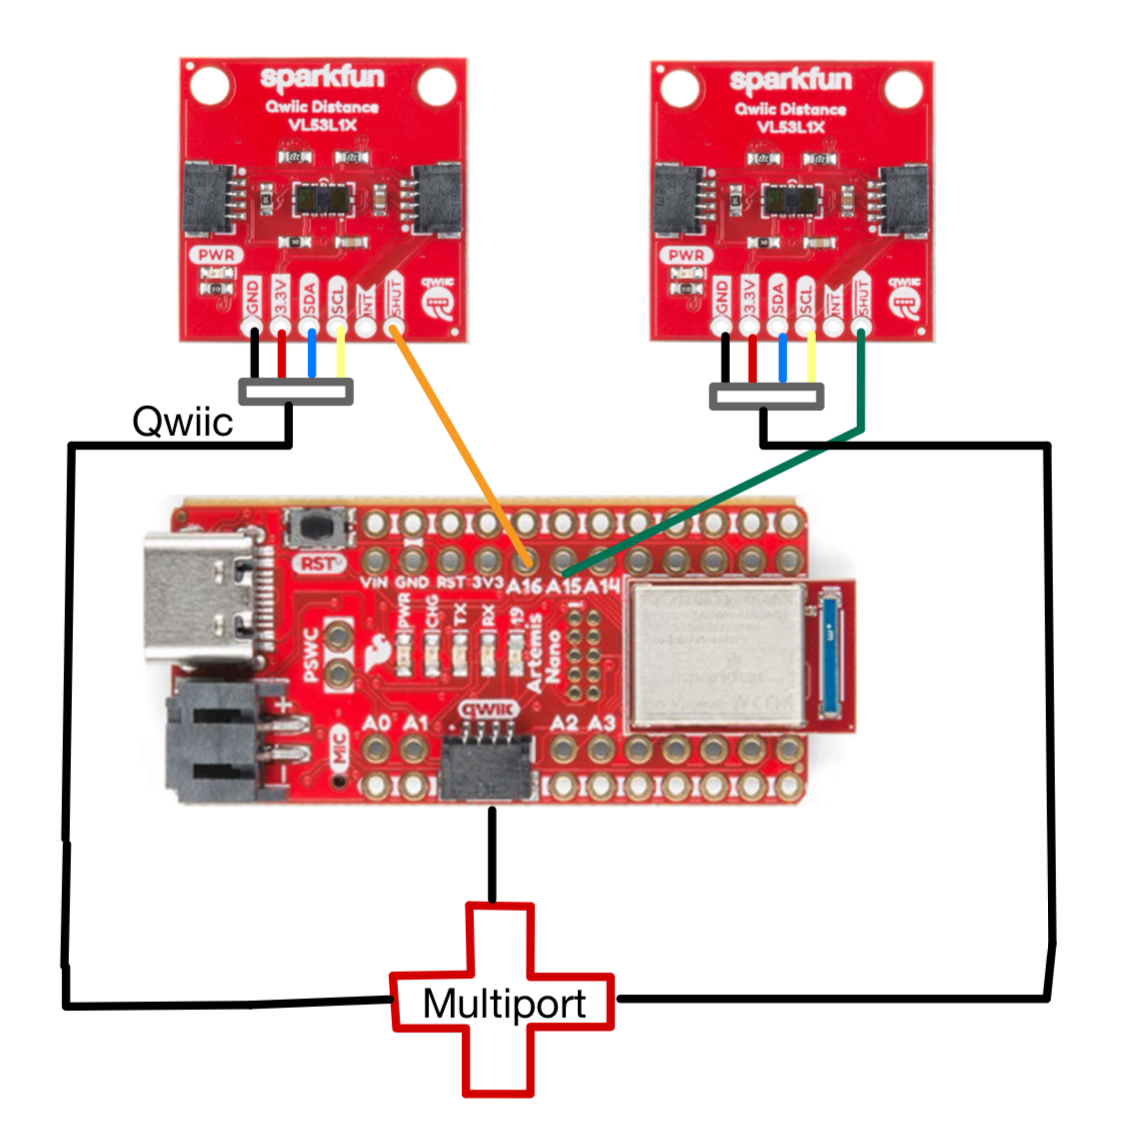 sparkfun
Qwiic Distance
VL53L1X
PWR
GND
3.3V
SDA
SCL
INT
SHUT
qwiic
sparkfun
Qwiic Distance
VL53L1X
PWR
GND
3.3V
SDA
SCL
INT
SHUT
qwiic
Qwiic
RST
VIN GND RST 3V3 A16 A15 A14
PWR
CHG
TX
RX
19
Artemis
Nano
PSWC
+
-
MIC
A0 A1
qwiic
A2 A3
sparkfun
Multiport